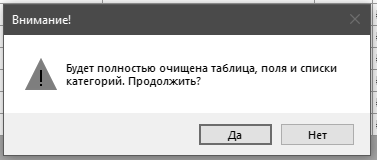 Внимание!
Будет полностью очищена таблица, поля и списки
категорий. Продолжить?
Да
Нет